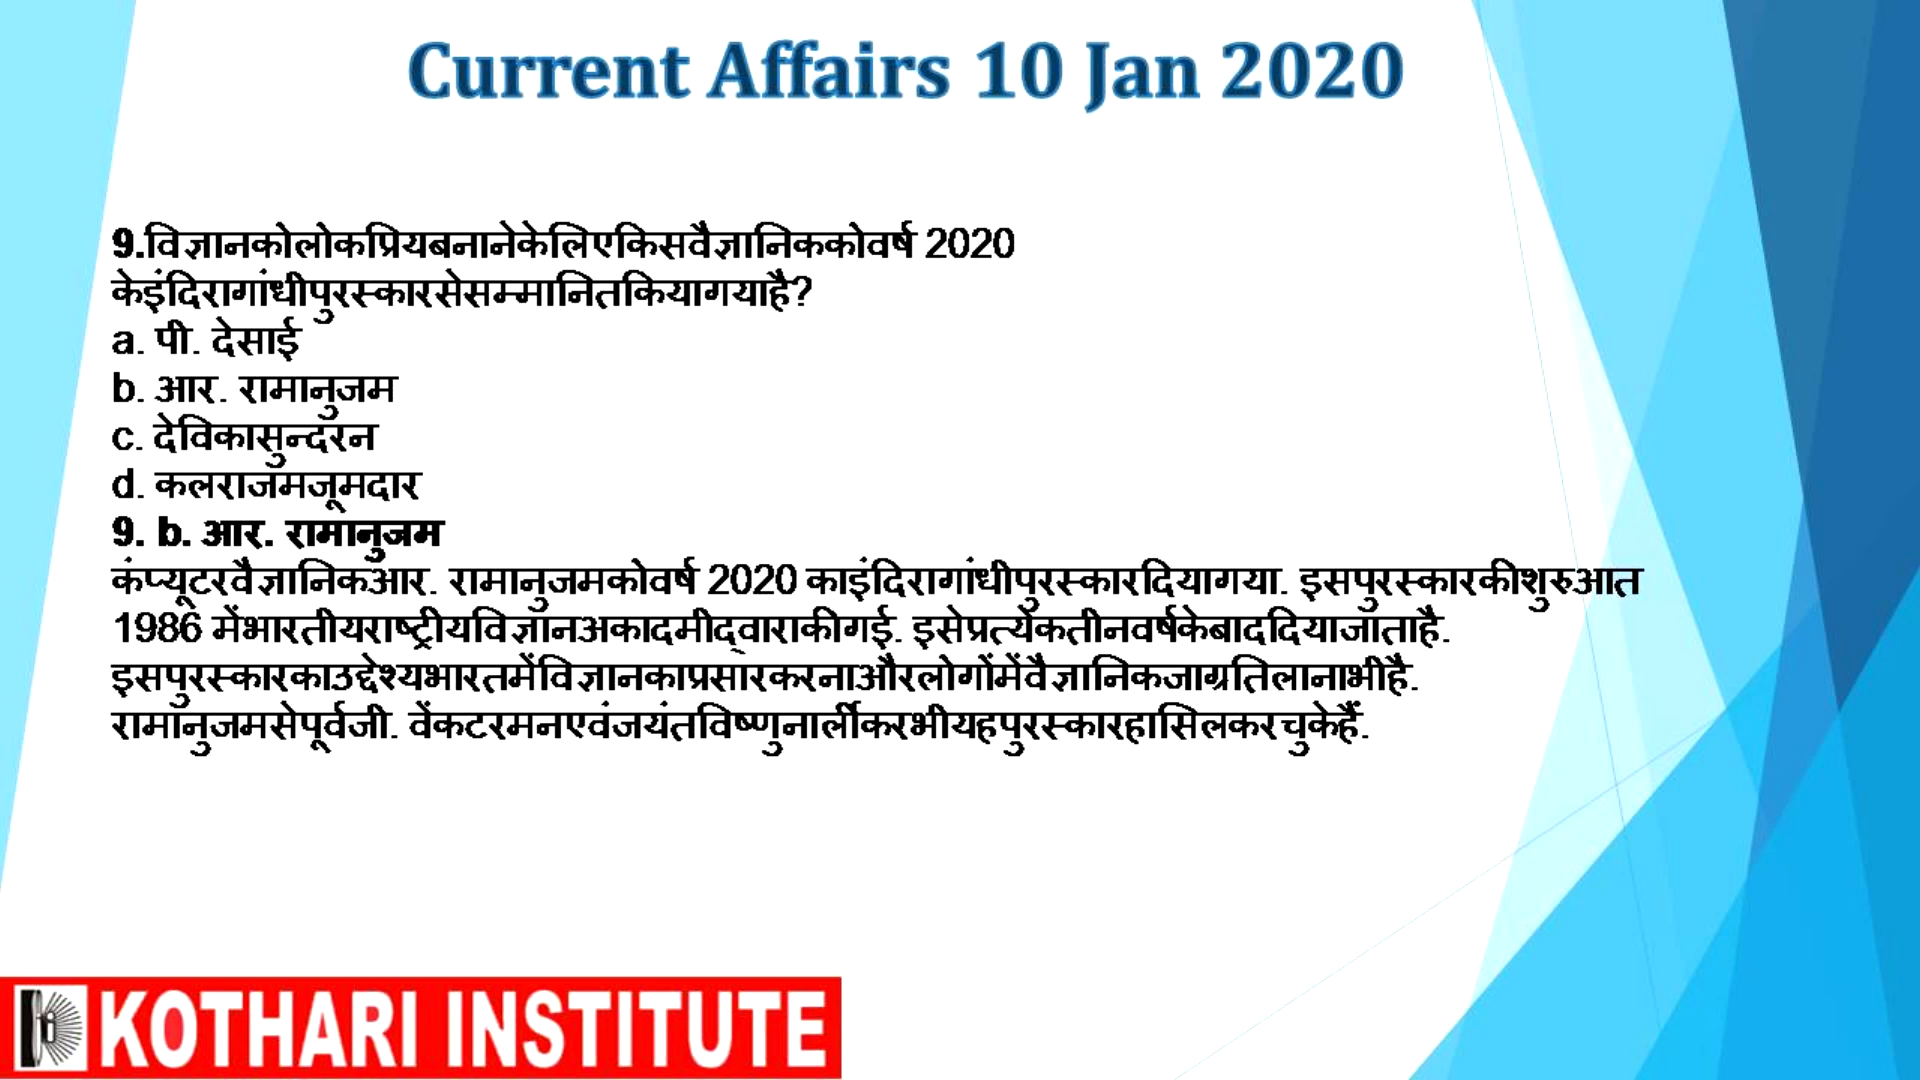 Current Affairs 10 Jan 2020
9.विज्ञानकोलोकप्रियबनानेकेलिएकिसवैज्ञानिककोवर्ष 2020
केइंदिरागांधीपुरस्कारसेसम्मानितकियागयाहै?
a. पी. देसाई
b. आर. रामानुजम
c. देविकासुन्दरन
d. कलराजमजूमदार
9. b. आर. रामानुजम
कंप्यूटरवैज्ञानिकआर. रामानुजमकोवर्ष 2020 काइंदिरागांधीपुरस्कारदियागया. इसपुरस्कारकीशुरुआत
1986 मेंभारतीयराष्ट्रीयविज्ञानअकादमीद्वाराकीगई. इसेप्रत्येकतीनवर्षकेबाददियाजाताहै.
इसपुरस्कारकाउद्देश्यभारतमेंविज्ञानकाप्रसारकरनाऔरलोगोंमेंवैज्ञानिकजाग्रतिलानाभीहै.
रामानुजमसेपूर्वजी. वेंकटरमनएवंजयंतविष्णुनार्लीकरभीयहपुरस्कारहासिलकरचुकेहैं.
KOTHARI INSTITUTE